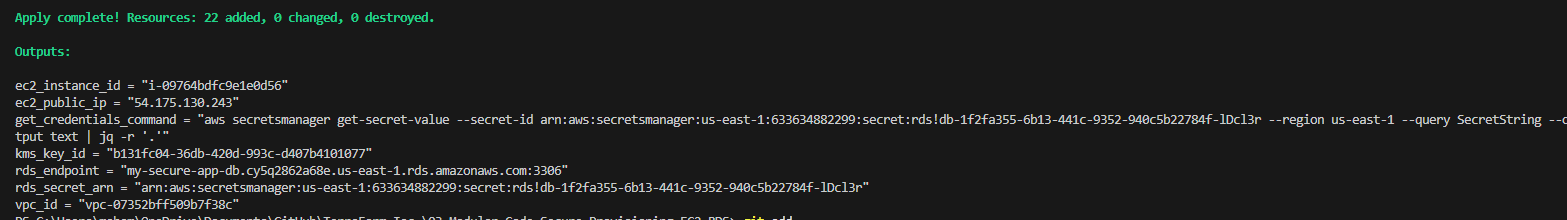 Apply complete! Resources: 22 added, 0 changed, 0 destroyed.
Outputs:
ec2_instance_id = "i-09764bdfc9e1e0d56"
ec2_public_ip = "54.175.130.243"
get_credentials_command = "aws secretsmanager get-secret-value --secret-id arn:aws:secretsmanager:us-east-1:633634882299:secret:rds!db-1f2fa355-6b13-441c-9352-940c5b22784f-lDcl3r --region us-east-1 --query SecretString --o
tput text | jq -r '.'"
kms_key_id = "b131fc04-36db-420d-993c-d407b4101077"
rds_endpoint = "my-secure-app-db.cy5q2862a68e.us-east-1.rds.amazonaws.com:3306"
rds_secret_arn = "arn:aws:secretsmanager:us-east-1:633634882299:secret:rds!db-1f2fa355-6b13-441c-9352-940c5b22784f-lDcl3r"
vpc_id = "vpc-07352bff509b7f38c"